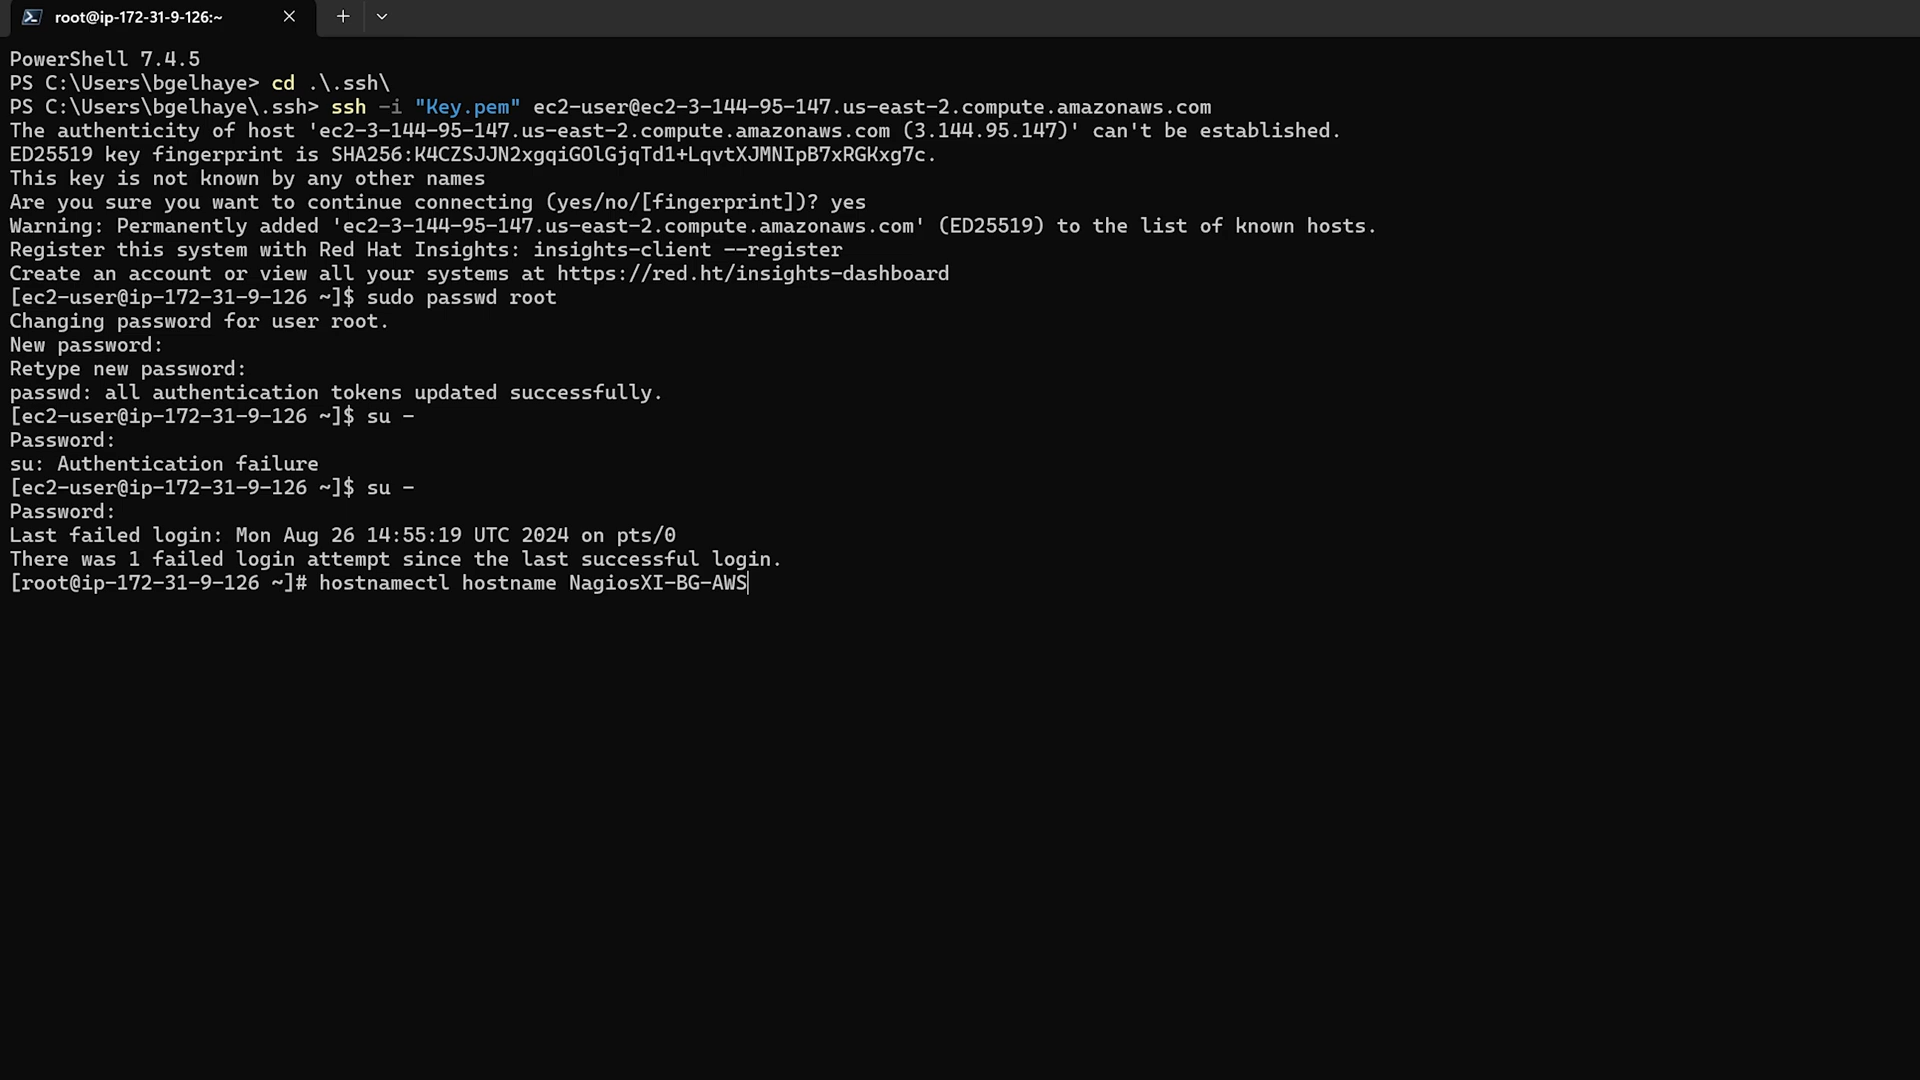 root@ip-172-31-9-126:~
PowerShell 7.4.5
PS C:\Users\bgelhaye> cd .\.ssh\
PS C:\Users\bgelhaye\.ssh> ssh -i "Key.pem" ec2-user@ec2-3-144-95-147.us-east-2.compute.amazonaws.com
The authenticity of host 'ec2-3-144-95-147.us-east-2.compute.amazonaws.com (3.144.95.147)' can't be established.
ED25519 key fingerprint is SHA256:K4CZSJJN2xgqiGOlGjqTd1+LqvtXJMNIpB7xRGKxg7c.
This key is not known by any other names
Are you sure you want to continue connecting (yes/no/[fingerprint])? yes
Warning: Permanently added 'ec2-3-144-95-147.us-east-2.compute.amazonaws.com' (ED25519) to the list of known hosts.
Register this system with Red Hat Insights: insights-client --register
Create an account or view all your systems at https://red.ht/insights-dashboard
[ec2-user@ip-172-31-9-126 ~]$ sudo passwd root
Changing password for user root.
New password:
Retype new password:
passwd: all authentication tokens updated successfully.
[ec2-user@ip-172-31-9-126 ~]$ su -
Password:
su: Authentication failure
[ec2-user@ip-172-31-9-126 ~]$ su -
Password:
Last failed login: Mon Aug 26 14:55:19 UTC 2024 on pts/0
There was 1 failed login attempt since the last successful login.
[root@ip-172-31-9-126 ~]# hostnamectl hostname NagiosXI-BG-AWS